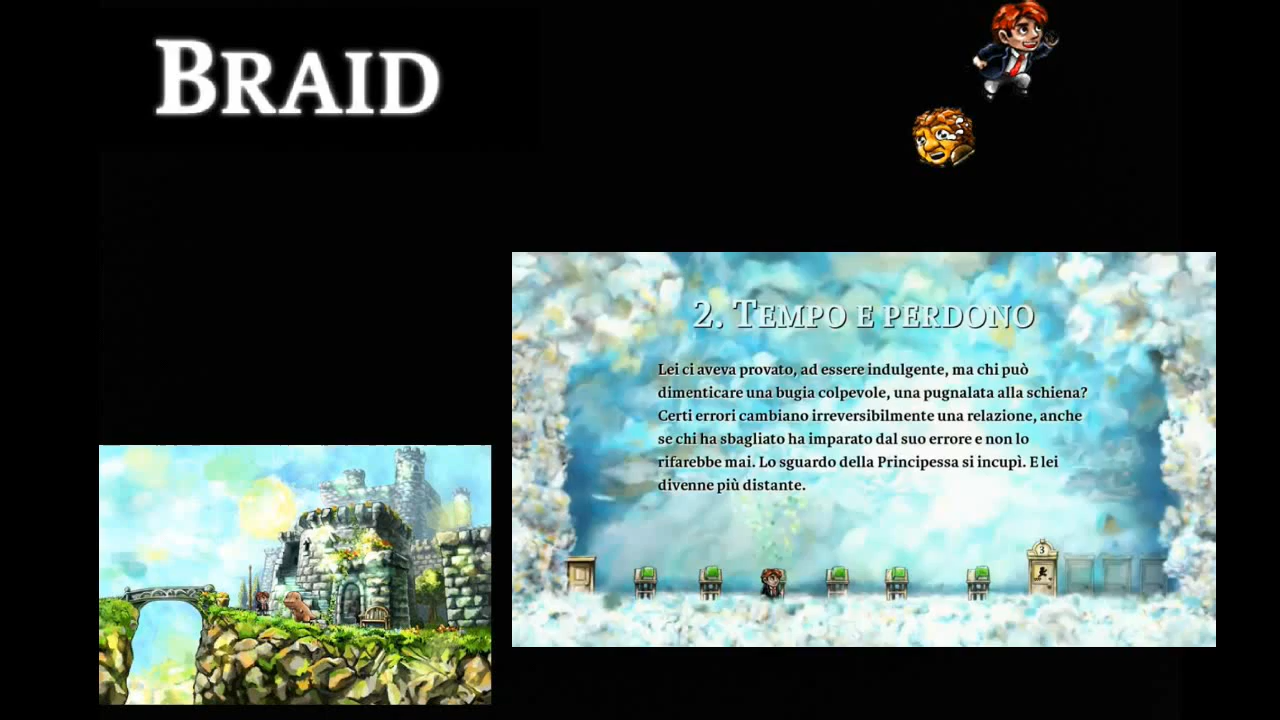 BRAID
2. TEMPO E PERDONO
Lei ci aveva provato, ad essere indulgente, ma chi può
dimenticare una bugia colpevole, una pugnalata alla schiena?
Certi errori cambiano irreversibilmente una relazione, anche
se chi ha sbagliato ha imparato dal suo errore e non lo
rifarebbe mai. Lo sguardo della Principessa si incupì. E lei
divenne più distante.
3